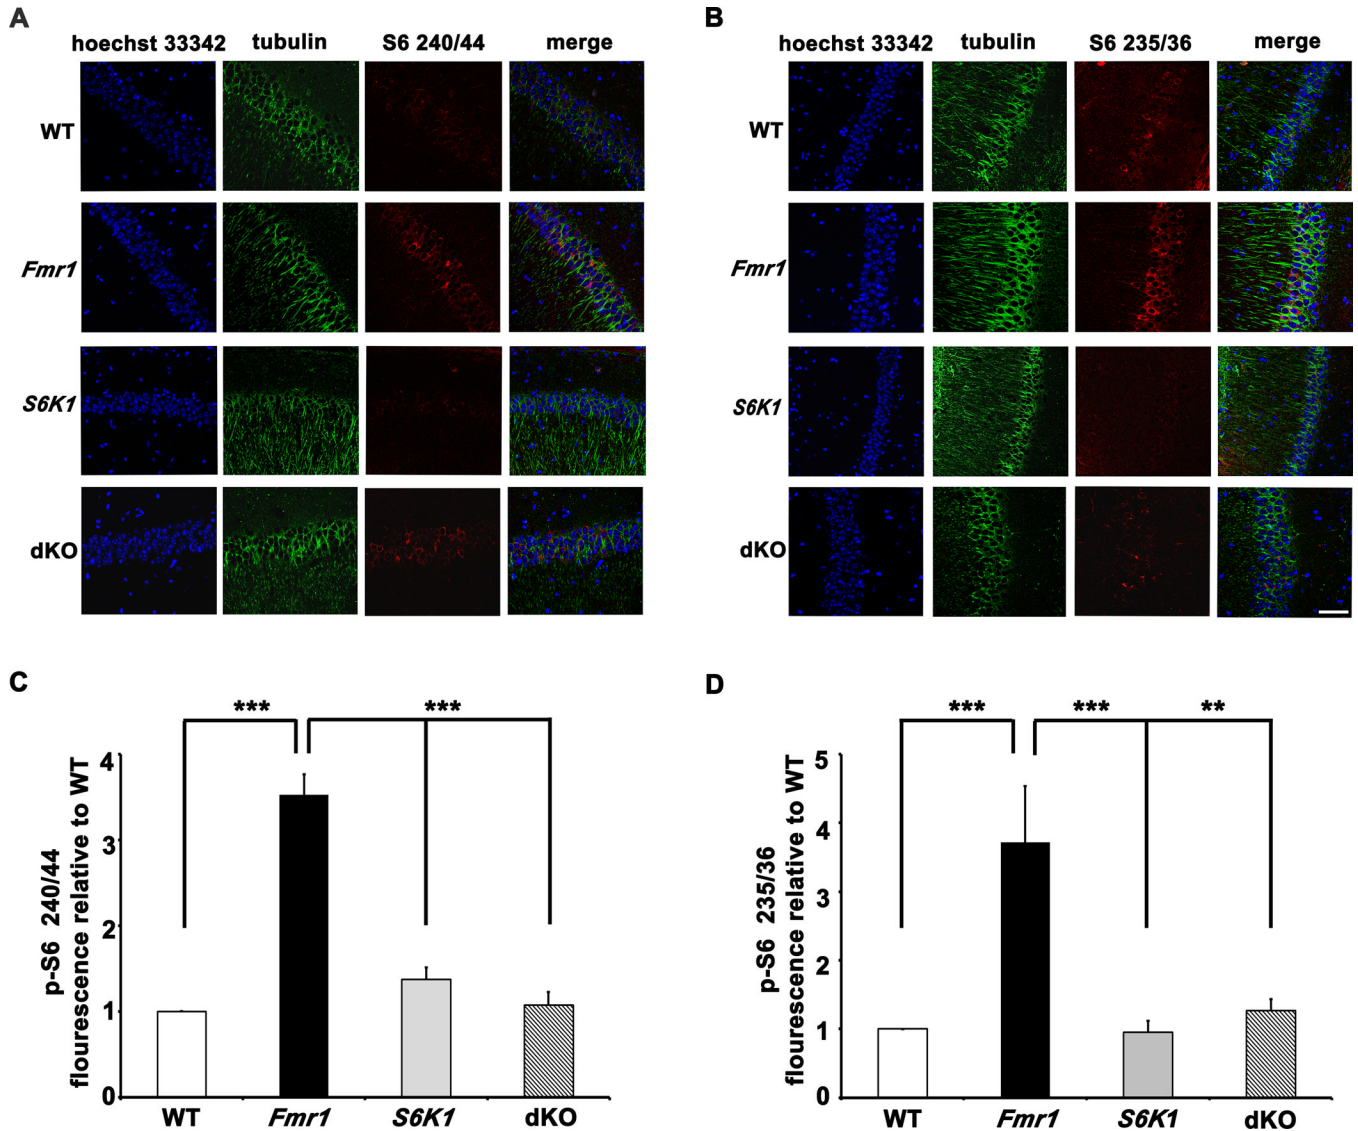 A
hoechst 33342 tubulin S6 240/44 merge
WT
Fmr1
S6K1
dKO
B
hoechst 33342 tubulin S6 235/36 merge
WT
Fmr1
S6K1
dKO
C
*** ***
p-S6 240/44
flourescence relative to WT
4
3
2
1
0
WT Fmr1 S6K1 dKO
D
*** *** **
p-S6 235/36
flourescence relative to WT
5
4
3
2
1
0
WT Fmr1 S6K1 dKO